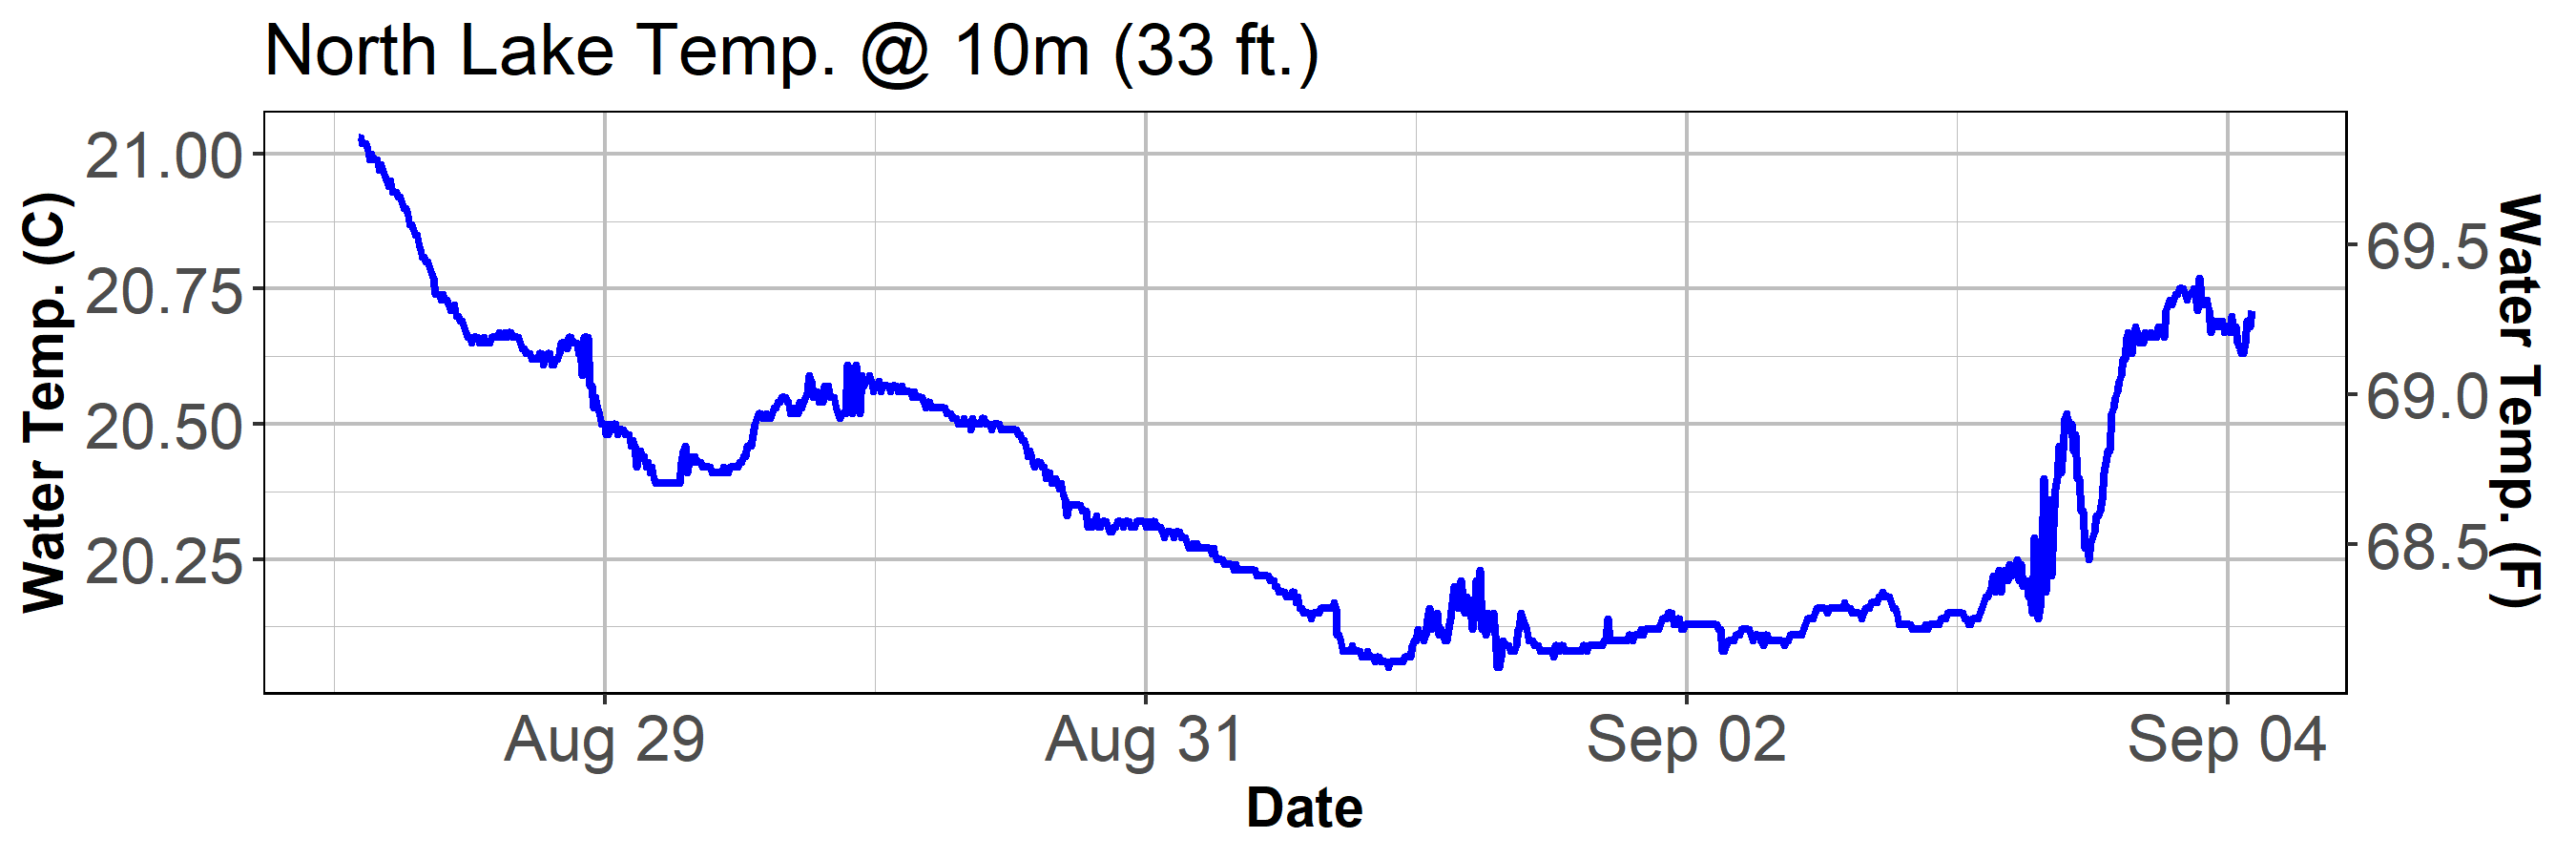 North Lake Temp. @ 10m (33 ft.)
Water Temp. (C)
21.00
20.75
20.50
20.25
69.5
69.0
68.5
Water Temp. (F)
Aug 29
Aug 31
Sep 02
Sep 04
Date